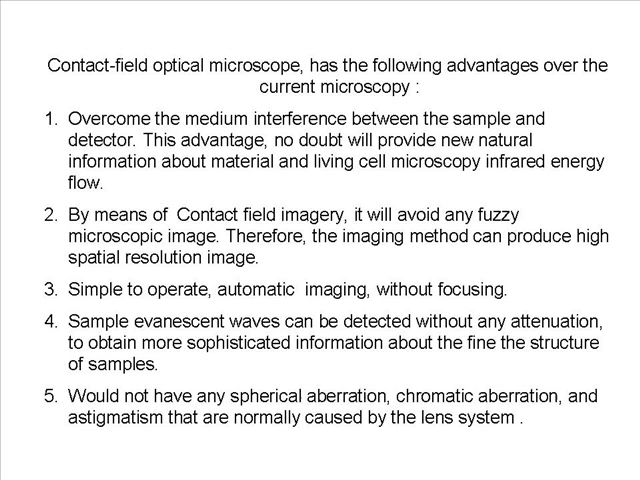 Contact-field optical microscope, has the following advantages over the
current microscopy :
1. Overcome the medium interference between the sample and
detector. This advantage, no doubt will provide new natural
information about material and living cell microscopy infrared energy
flow.
2. By means of  Contact field imagery, it will avoid any fuzzy
microscopic image. Therefore, the imaging method can produce high
spatial resolution image.
3. Simple to operate, automatic  imaging, without focusing.
4. Sample evanescent waves can be detected without any attenuation,
to obtain more sophisticated information about the fine the structure
of samples.
5. Would not have any spherical aberration, chromatic aberration, and
astigmatism that are normally caused by the lens system .